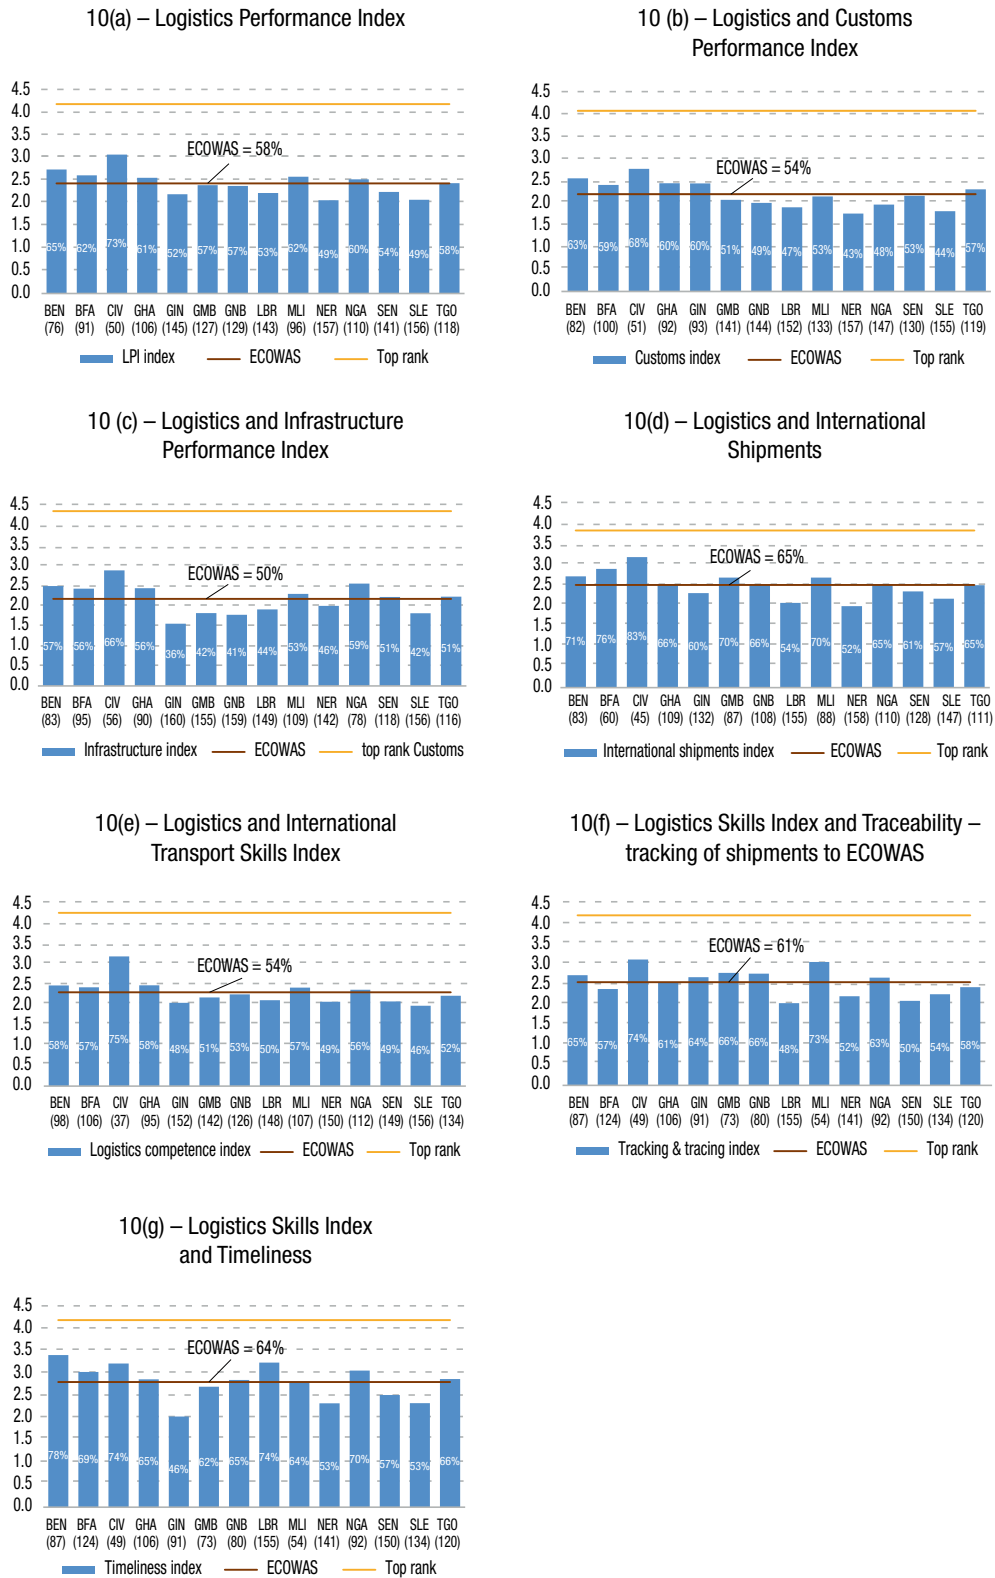 10(a) – Logistics Performance Index
4.5
4.0
3.0
2.5
2.0
1.5
1.0
0.5
0.0
ECOWAS = 58%
65% 62% 73% 61% 52% 57% 57% 53% 62% 49% 60% 54% 49% 58%
BEN BFA CIV GHA GIN GMB GNB LBR MLI NER NGA SEN SLE TGO
(76) (91) (50) (106) (145) (127) (129) (143) (96) (157) (110) (141) (156) (118)
LPI index ECOWAS Top rank
10 (b) – Logistics and Customs
Performance Index
4.5
4.0
3.5
3.0
2.5
2.0
1.5
1.0
0.5
0.0
ECOWAS = 54%
63% 59% 68% 60% 60% 51% 49% 47% 53% 43% 48% 53% 44% 57%
BEN BFA CIV GHA GIN GMB GNB LBR MLI NER NGA SEN SLE TGO
(82) (100) (51) (92) (93) (141) (144) (152) (133) (157) (147) (130) (155) (119)
Customs index ECOWAS Top rank
10 (c) – Logistics and Infrastructure
Performance Index
4.5
4.0
3.5
3.0
2.5
2.0
1.5
1.0
0.5
0.0
ECOWAS = 50%
57% 56% 66% 56% 36% 42% 41% 44% 53% 46% 59% 51% 42% 51%
BEN BFA CIV GHA GIN GMB GNB LBR MLI NER NGA SEN SLE TGO
(83) (95) (56) (90) (160) (155) (159) (149) (109) (142) (78) (118) (156) (116)
Infrastructure index ECOWAS top rank Customs
10(d) – Logistics and International
Shipments
4.5
4.0
3.5
3.0
2.5
2.0
1.5
1.0
0.5
0.0
ECOWAS = 65%
71% 76% 83% 66% 60% 70% 66% 54% 70% 52% 65% 61% 57% 65%
BEN BFA CIV GHA GIN GMB GNB LBR MLI NER NGA SEN SLE TGO
(83) (60) (45) (109) (132) (87) (108) (155) (88) (158) (110) (128) (147) (111)
International shipments index ECOWAS Top rank
10(e) – Logistics and International
Transport Skills Index
4.5
4.0
3.5
3.0
2.5
2.0
1.5
1.0
0.5
0.0
ECOWAS = 54%
58% 57% 75% 58% 48% 51% 53% 50% 57% 49% 56% 49% 46% 52%
BEN BFA CIV GHA GIN GMB GNB LBR MLI NER NGA SEN SLE TGO
(98) (106) (37) (95) (152) (142) (126) (148) (107) (150) (112) (149) (156) (134)
Logistics competence index ECOWAS Top rank
10(f) – Logistics Skills Index and Traceability –
tracking of shipments to ECOWAS
4.5
4.0
3.5
3.0
2.5
2.0
1.5
1.0
0.5
0.0
ECOWAS = 61%
65% 57% 74% 61% 64% 66% 66% 48% 73% 52% 63% 50% 54% 58%
BEN BFA CIV GHA GIN GMB GNB LBR MLI NER NGA SEN SLE TGO
(87) (124) (49) (106) (91) (73) (80) (155) (54) (141) (92) (150) (134) (120)
Tracking & tracing index ECOWAS Top rank
10(g) – Logistics Skills Index
and Timeliness
4.5
4.0
3.5
3.0
2.5
2.0
1.0
0.5
0.0
ECOWAS = 64%
78% 69% 74% 65% 46% 62% 65% 74% 64% 53% 70% 57% 53% 66%
BEN BFA CIV GHA GIN GMB GNB LBR MLI NER NGA SEN SLE TGO
(87) (124) (49) (106) (91) (73) (80) (155) (54) (141) (92) (150) (134) (120)
Timeliness index ECOWAS Top rank